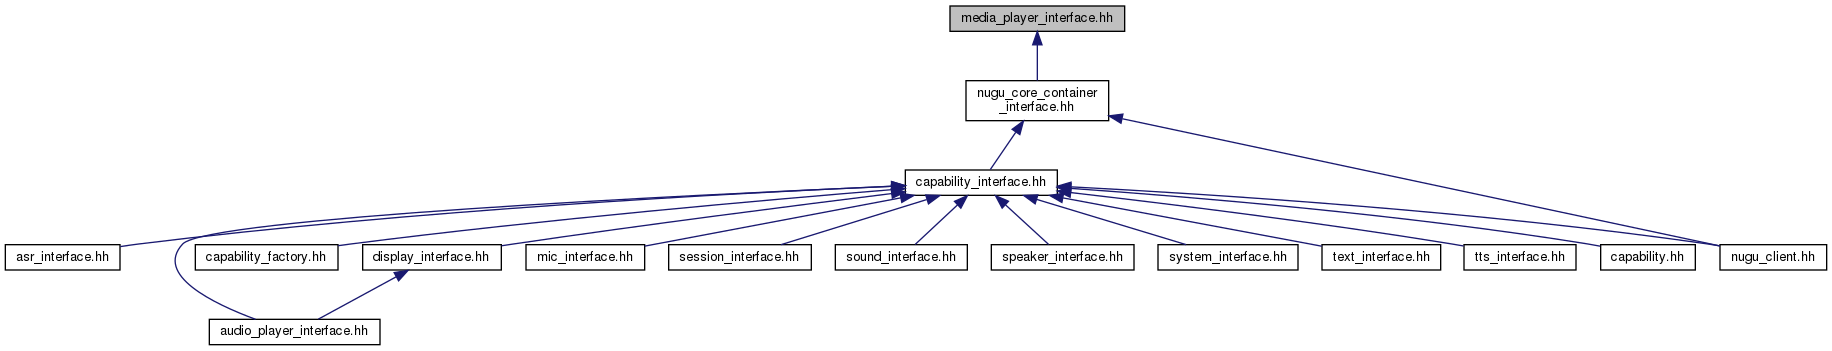 media_player_interface.hh
nugu_core_container
_interface.hh
capability_interface.hh
asr_interface.hh
capability_factory.hh
display_interface.hh
mic_interface.hh
session_interface.hh
sound_interface.hh
speaker_interface.hh
system_interface.hh
text_interface.hh
tts_interface.hh
capability.hh
nugu_client.hh
audio_player_interface.hh